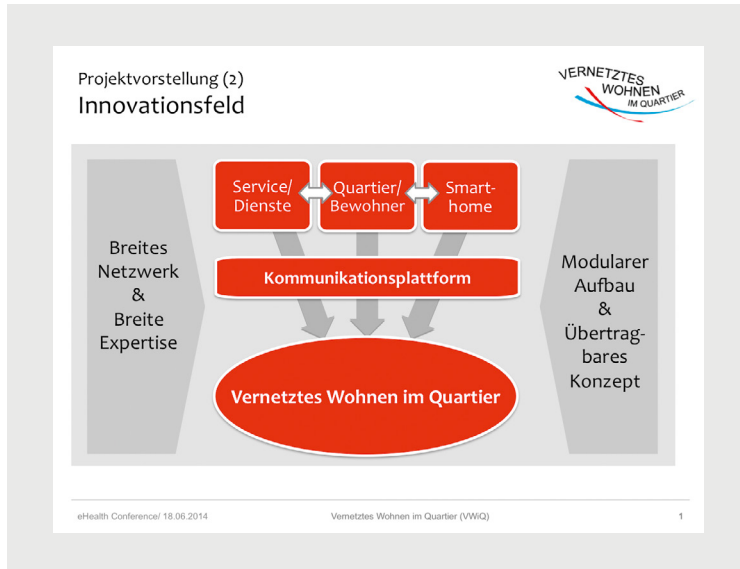 Projektvorstellung (2)
Innovationsfeld
VERNETZTES
WOHNEN
IM QUARTIER
Service/
Dienste
Quartier/
Bewohner
Smart-
home
Breites
Netzwerk
&
Breite
Expertise
Kommunikationsplattform
Modularer
Aufbau
&
Übertrag-
bares
Konzept
Vernetztes Wohnen im Quartier
eHealth Conference/ 18.06.2014
Vernetztes Wohnen im Quartier (VWiQ)
1